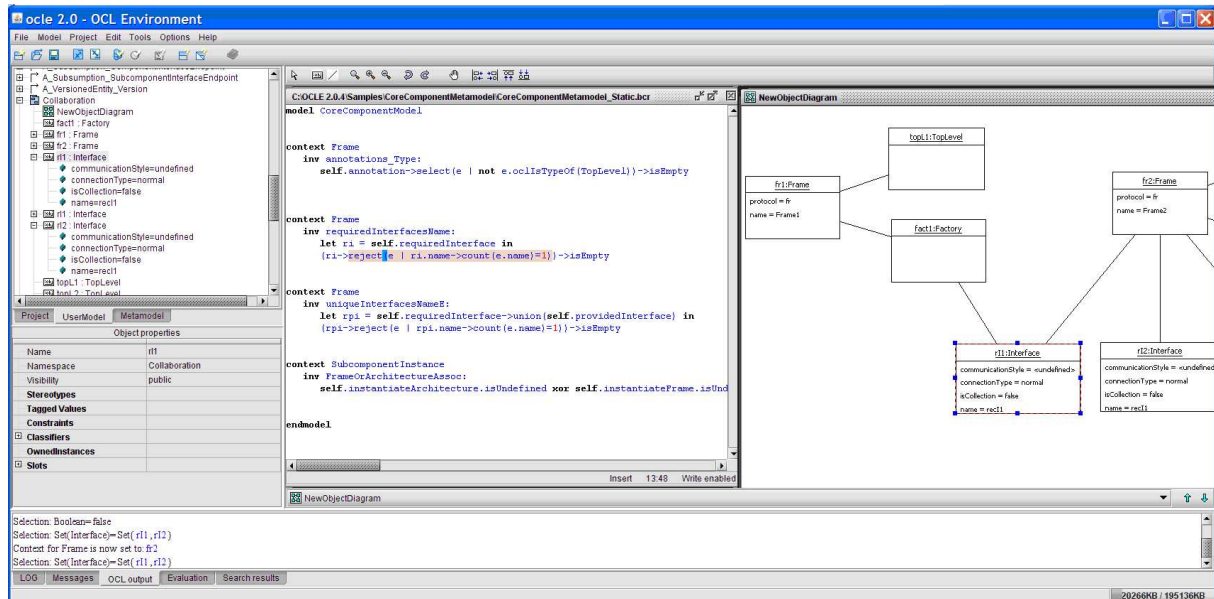 ocle 2.0 - OCL Environment
File Model Project Edit Tools Options Help
A_Subsumption_SubcomponentInterfaceEndpoint
A_VersionedEntity_Version
Collaboration
NewObjectDiagram
fact1 : Factory
fr1 : Frame
fr2 : Frame
rI1 : Interface
communicationStyle=undefined
connectionType=normal
isCollection=false
name=recI1
rI1 : Interface
rI2 : Interface
communicationStyle=undefined
connectionType=normal
isCollection=false
name=recI1
topL1 : TopLevel
topL2 : TopLevel
Project UserModel Metamodel
Object properties
Name rI1
Namespace Collaboration
Visibility public
Stereotypes
Tagged Values
Constraints
Classifiers
OwnedInstances
Slots
C:\OCLE 2.0.4\Samples\CoreComponentMetamodel\CoreComponentMetamodel_Static.bcr
model CoreComponentModel
context Frame
inv annotations_Type:
self.annotation->select(e | not e.oclIsTypeOf(TopLevel))->isEmpty
context Frame
inv requiredInterfacesName:
let ri = self.requiredInterface in
(ri->reject(e | ri.name->count(e.name)=1))->isEmpty
context Frame
inv uniqueInterfacesNameE:
let rpi = self.requiredInterface->union(self.providedInterface) in
(rpi->reject(e | rpi.name->count(e.name)=1))->isEmpty
context SubcomponentInstance
inv FrameOrArchitectureAssoc:
self.instantiateArchitecture.isUndefined xor self.instantiateFrame.isUnd
endmodel
Insert 13:48 Write enabled
NewObjectDiagram
topL1:TopLevel
fr1:Frame
protocol = fr
name = Frame1
fact1:Factory
fr2:Frame
protocol = fr
name = Frame2
rI1:Interface
communicationStyle = <undefined>
connectionType = normal
isCollection = false
name = recI1
rI2:Interface
communicationStyle = <undefined
connectionType = normal
isCollection = false
name = recI1
NewObjectDiagram
Selection: Boolean=false
Selection: Set(Interface)=Set( rI1 ,rI2 )
Context for Frame is now set to: fr2
Selection: Set(Interface)=Set( rI1 ,rI2 )
LOG Messages OCL output Evaluation Search results
20266KB / 195136KB